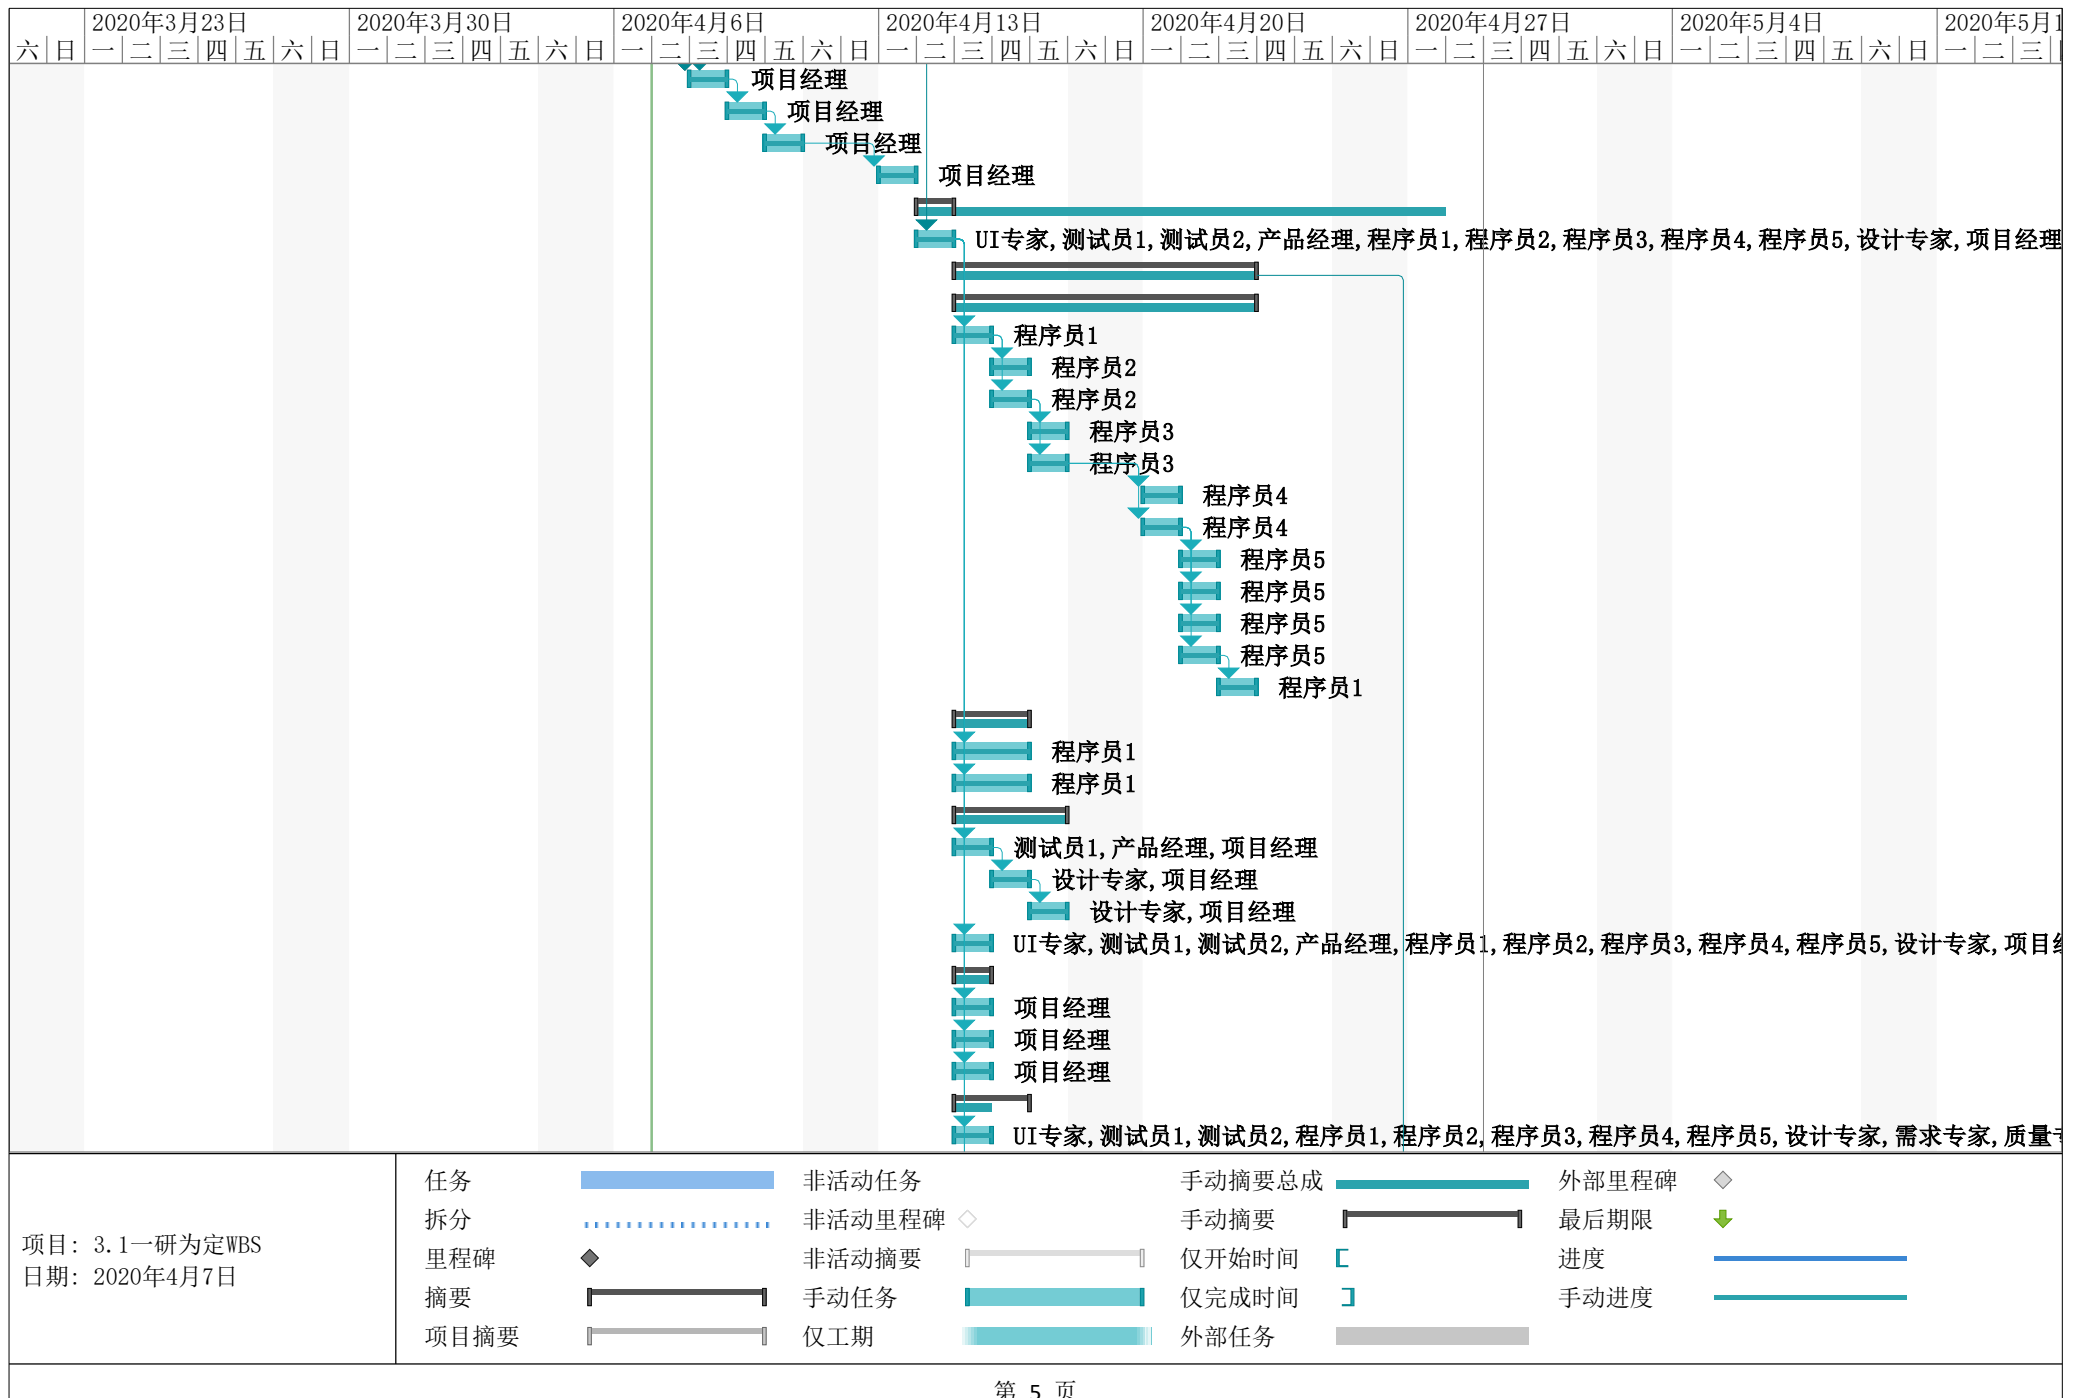 2020年3月23日 2020年3月30日 2020年4月6日 2020年4月13日 2020年4月20日 2020年4月27日 2020年5月4日 2020年5月1
六 日 一 二 三 四 五 六 日 一 二 三 四 五 六 日 一 二 三 四 五 六 日 一 二 三 四 五 六 日 一 二 三 四 五 六 日 一 二 三 四 五 六 日 一 二 三 四 五 六 日 一 二 三
项目经理
项目经理
项目经理
项目经理
UI专家,测试员1,测试员2,产品经理,程序员1,程序员2,程序员3,程序员4,程序员5,设计专家,项目经理
程序员1
程序员2
程序员2
程序员3
程序员3
程序员4
程序员4
程序员5
程序员5
程序员5
程序员5
程序员1
程序员1
程序员1
测试员1,产品经理,项目经理
设计专家,项目经理
设计专家,项目经理
UI专家,测试员1,测试员2,产品经理,程序员1,程序员2,程序员3,程序员4,程序员5,设计专家,项目
项目经理
项目经理
项目经理
UI专家,测试员1,测试员2,程序员1,程序员2,程序员3,程序员4,程序员5,设计专家,需求专家,质量
项目: 3.1一研为定WBS
日期: 2020年4月7日
任务
拆分
里程碑
摘要
项目摘要
非活动任务
非活动里程碑
非活动摘要
手动任务
仅工期
手动摘要总成
手动摘要
仅开始时间
仅完成时间
外部任务
外部里程碑
最后期限
进度
手动进度
第 5 页